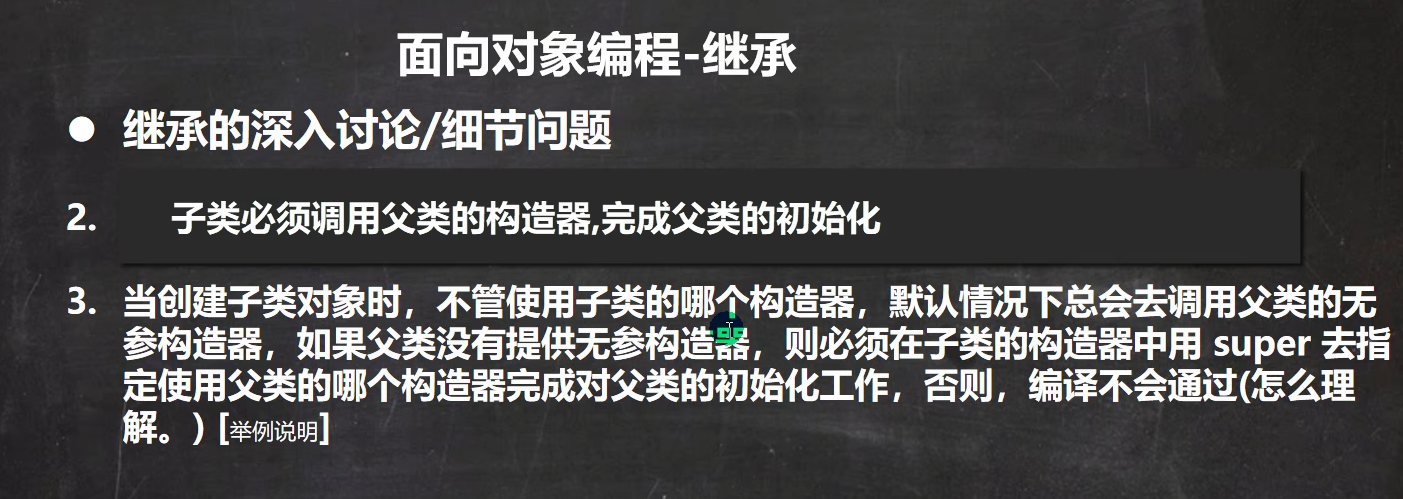 面向对象编程-继承
● 继承的深入讨论/细节问题
2. 子类必须调用父类的构造器,完成父类的初始化
3. 当创建子类对象时，不管使用子类的哪个构造器，默认情况下总会去调用父类的无
参构造器，如果父类没有提供无参构造器，则必须在子类的构造器中用 super 去指
定使用父类的哪个构造器完成对父类的初始化工作，否则，编译不会通过(怎么理
解。) [举例说明]